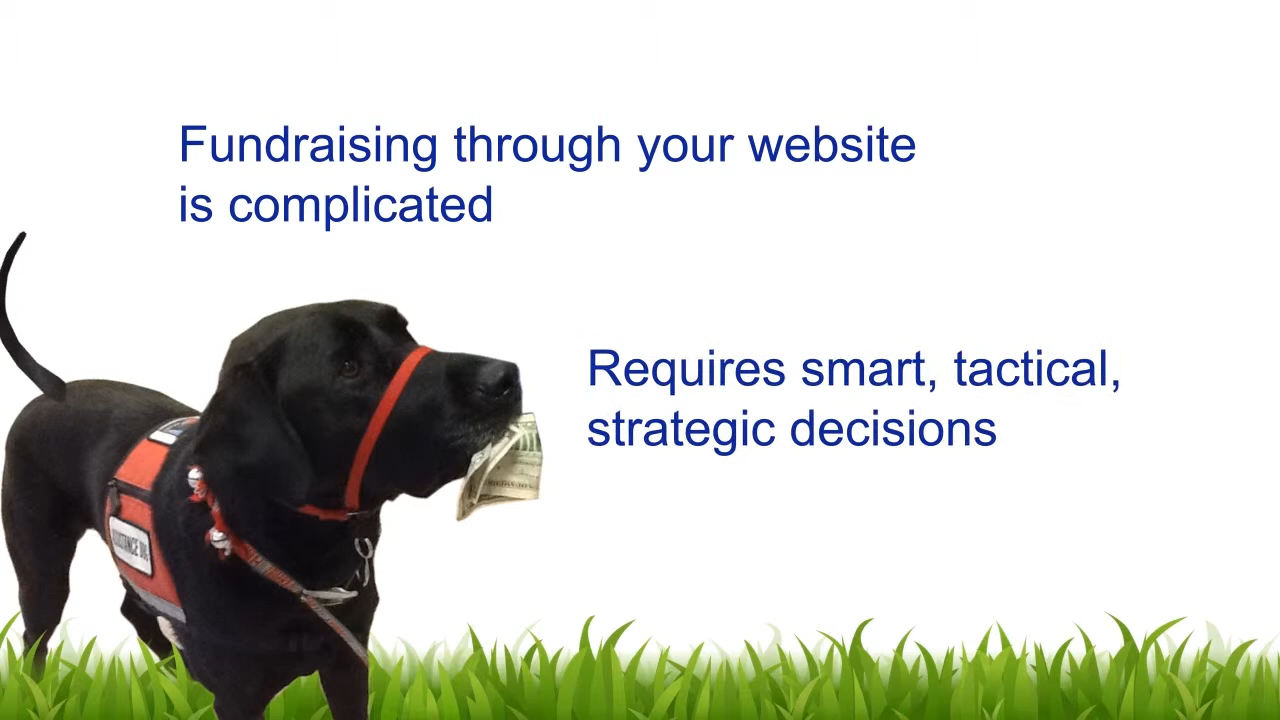 Fundraising through your website
is complicated
Requires smart, tactical,
strategic decisions